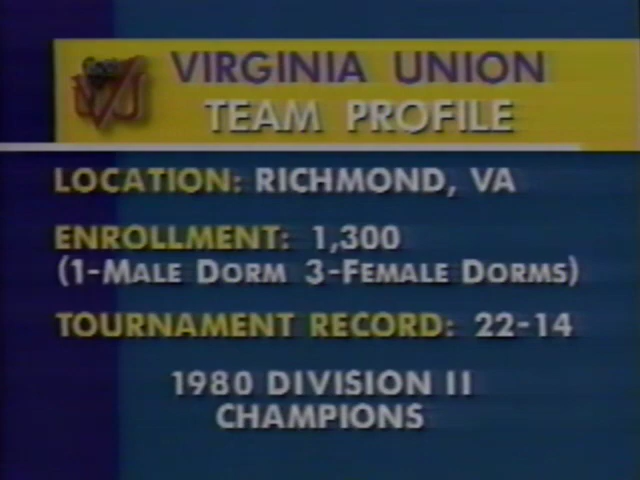 VIRGINIA UNION
TEAM PROFILE
LOCATION: RICHMOND, VA
ENROLLMENT: 1,300
(1-MALE DORM 3-FEMALE DORMS)
TOURNAMENT RECORD: 22-14
1980 DIVISION II
CHAMPIONS